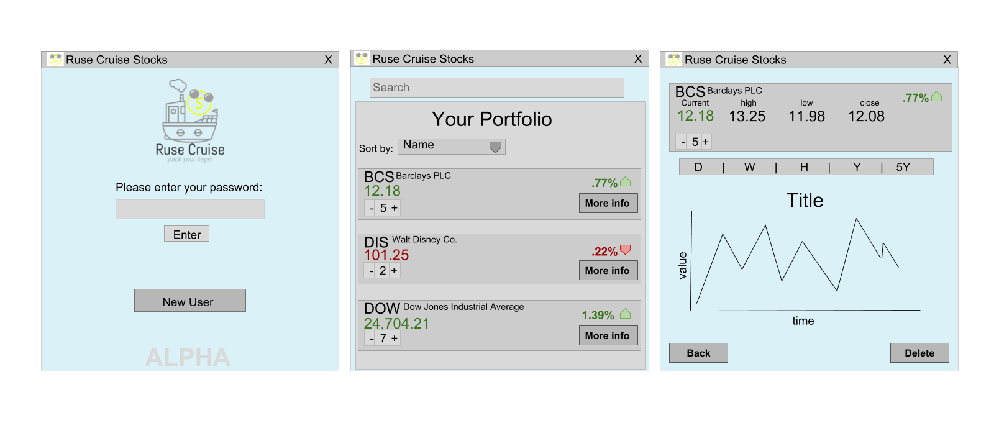 Ruse Cruise Stocks X
$
Ruse Cruise
pack your bags!
Please enter your password:
Enter
New User
ALPHA
Ruse Cruise Stocks X
Search
Your Portfolio
Sort by: Name
BCS Barclays PLC
12.18 .77%
- 5 + More info
DIS Walt Disney Co.
101.25 .22%
- 2 + More info
DOW Dow Jones Industrial Average
24,704.21 1.39%
- 7 + More info
Ruse Cruise Stocks X
BCS Barclays PLC .77%
Current high low close
12.18 13.25 11.98 12.08
- 5 +
D | W | H | Y | 5Y
Title
value
time
Back Delete